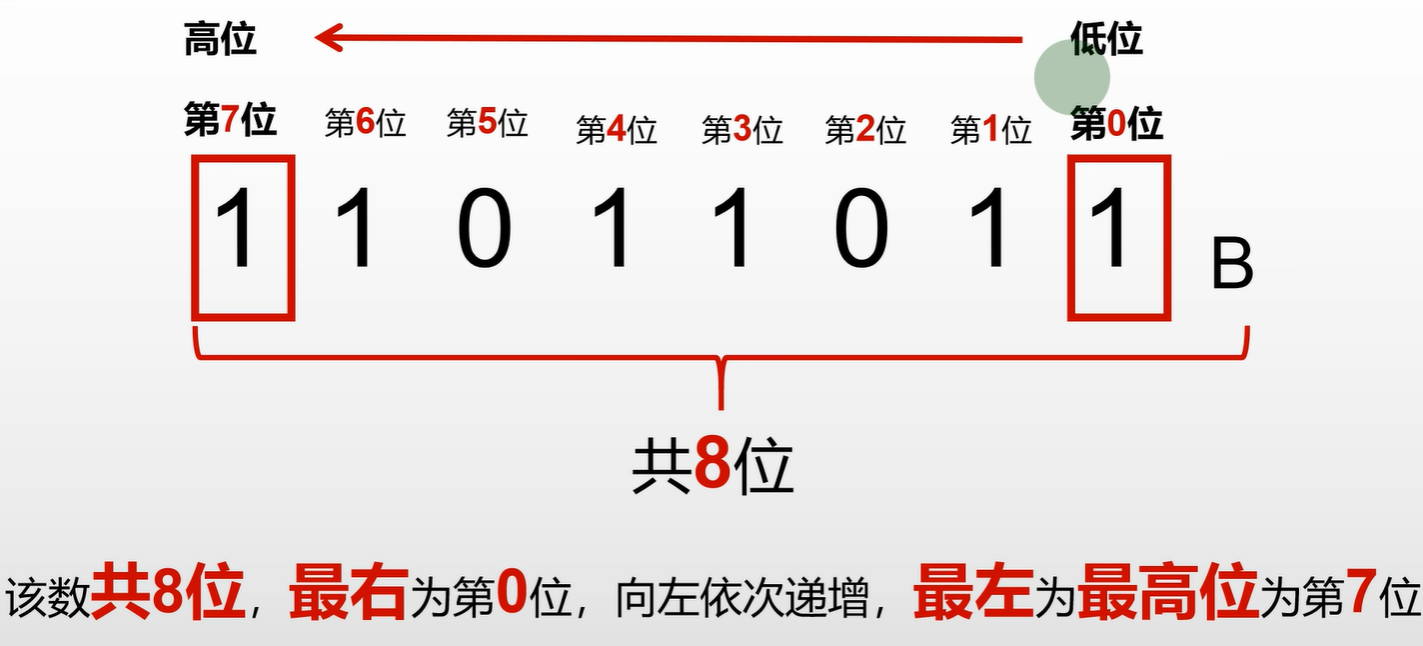 高位 低位
第7位 第6位 第5位 第4位 第3位 第2位 第1位 第0位
1 1 0 1 1 0 1 1 B
共8位
该数共8位，最右为第0位，向左依次递增，最左为最高位为第7位